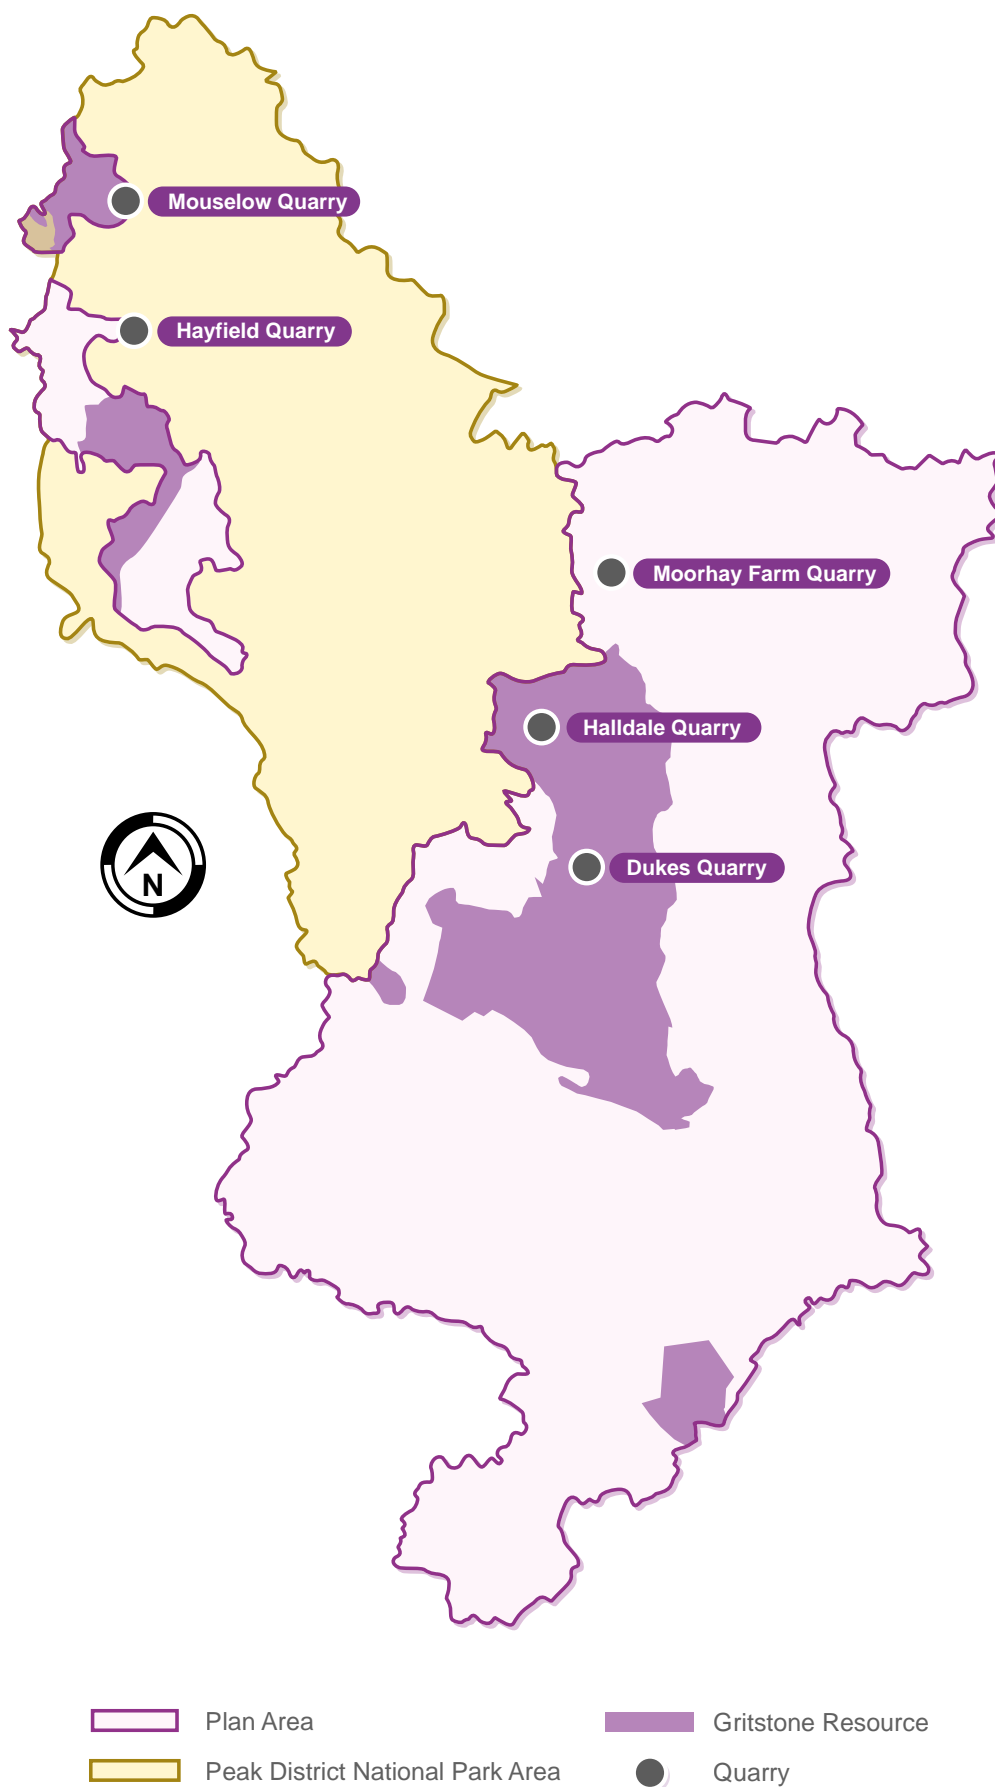 Mouselow Quarry
Hayfield Quarry
Moorhay Farm Quarry
Halldale Quarry
Dukes Quarry
N
Plan Area
Gritstone Resource
Peak District National Park Area
Quarry